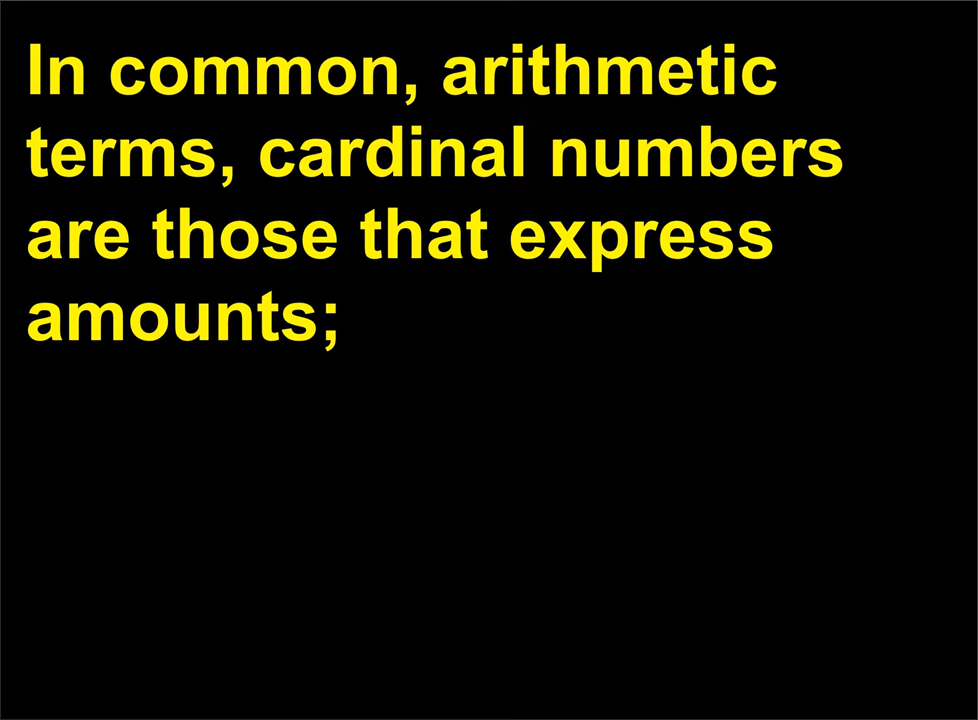 In common, arithmetic
terms, cardinal numbers
are those that express
amounts;